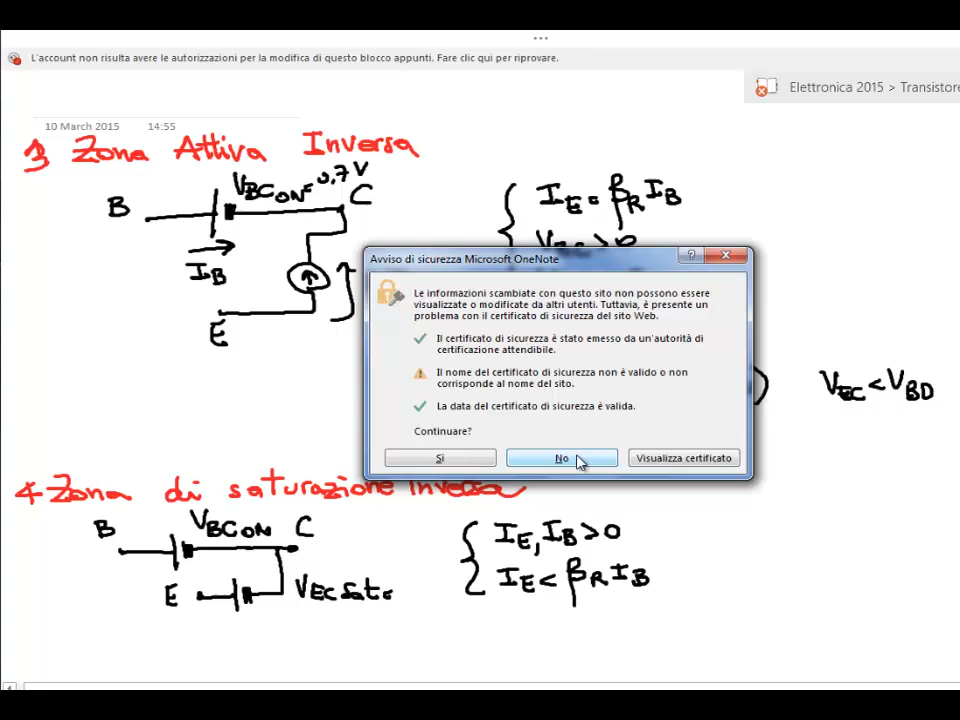 L'account non risulta avere le autorizzazioni per la modifica di questo blocco appunti. Fare clic qui per riprovare.
Elettronica 2015 > Transistore
10 March 2015 14:55
3 Zona Attiva Inversa
B
VBCON=0,7V
C
IB
E
IE = βR IB
VEC > 0
Avviso di sicurezza Microsoft OneNote
Le informazioni scambiate con questo sito non possono essere
visualizzate o modificate da altri utenti. Tuttavia, è presente un
problema con il certificato di sicurezza del sito Web.
Il certificato di sicurezza è stato emesso da un'autorità di
certificazione attendibile.
Il nome del certificato di sicurezza non è valido o non
corrisponde al nome del sito.
La data del certificato di sicurezza è valida.
Continuare?
Sì
No
Visualizza certificato
VEC < VBD
4 Zona di saturazione inversa
B
VBCON
C
E
VECsat
IE, IB > 0
IE < βR IB